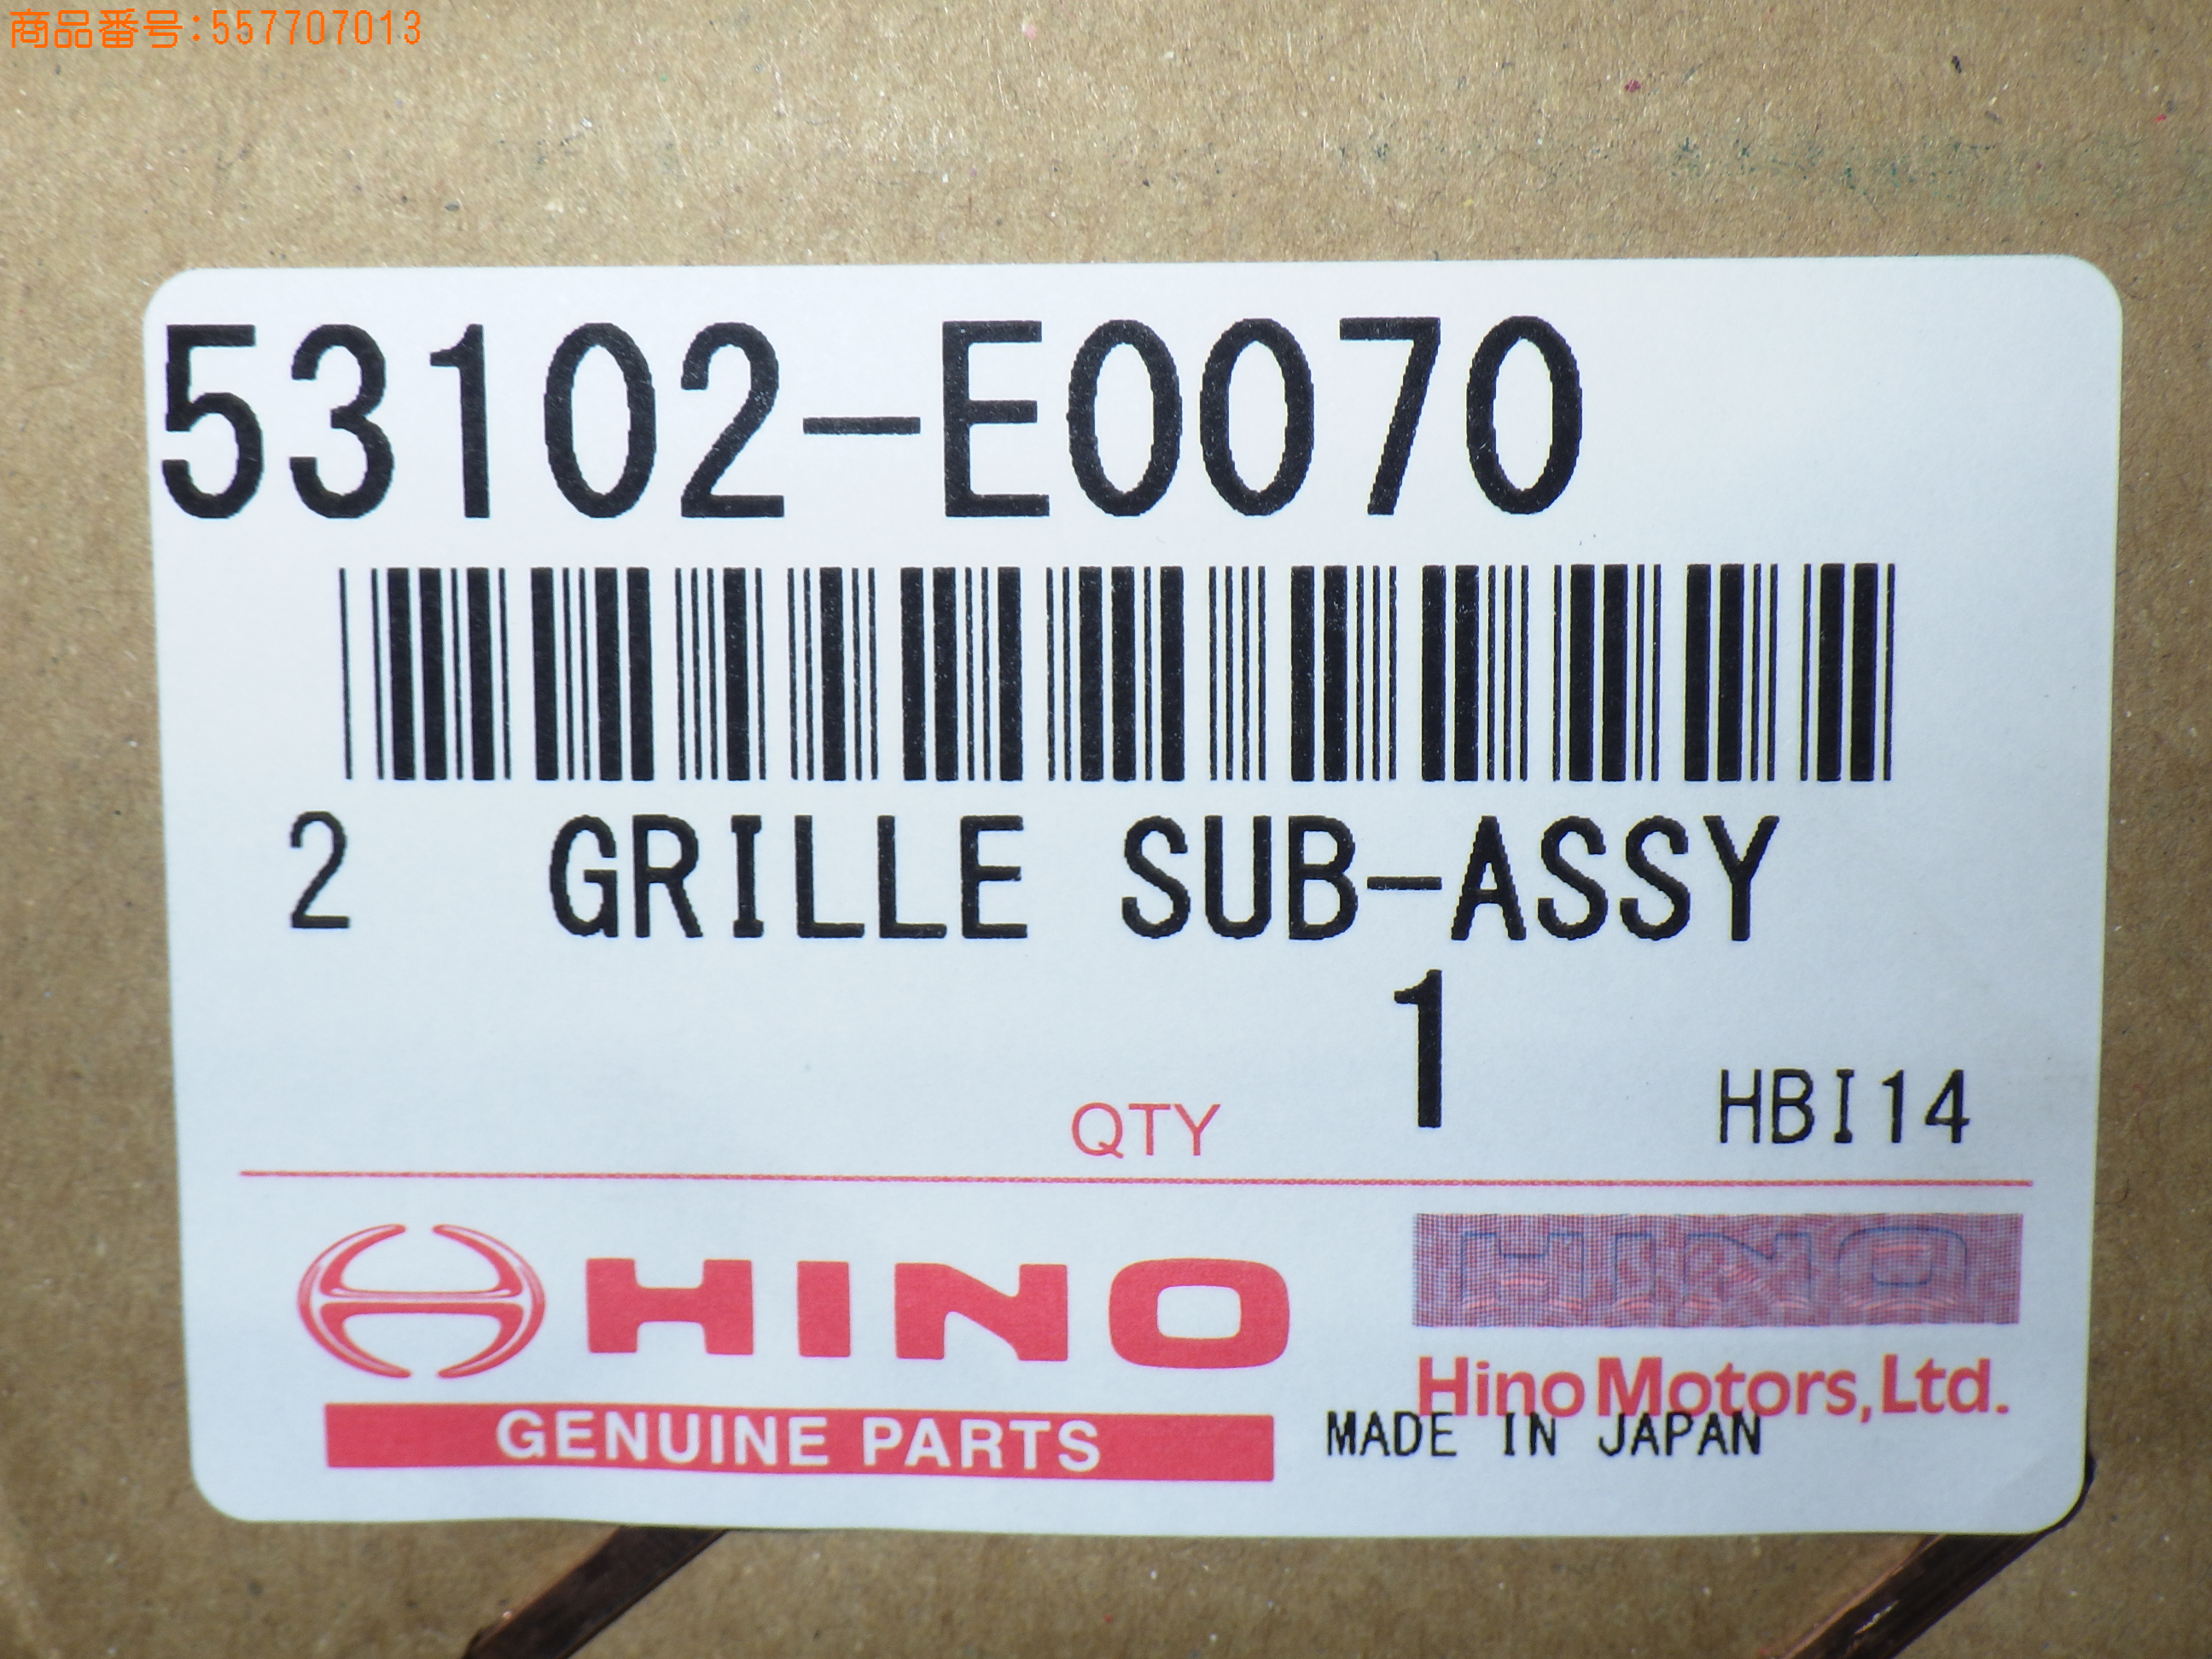 商品番号:557707013
53102-E0070
2 GRILLE SUB-ASSY
1
QTY
HBI14
HINO
HINO
GENUINE PARTS
Hino Motors,Ltd.
MADE IN JAPAN